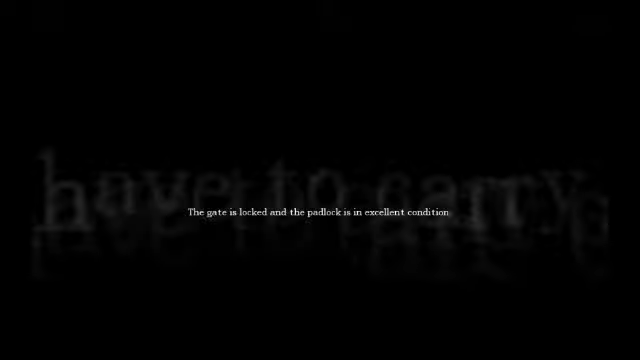 have to carry
The gate is locked and the padlock is in excellent condition